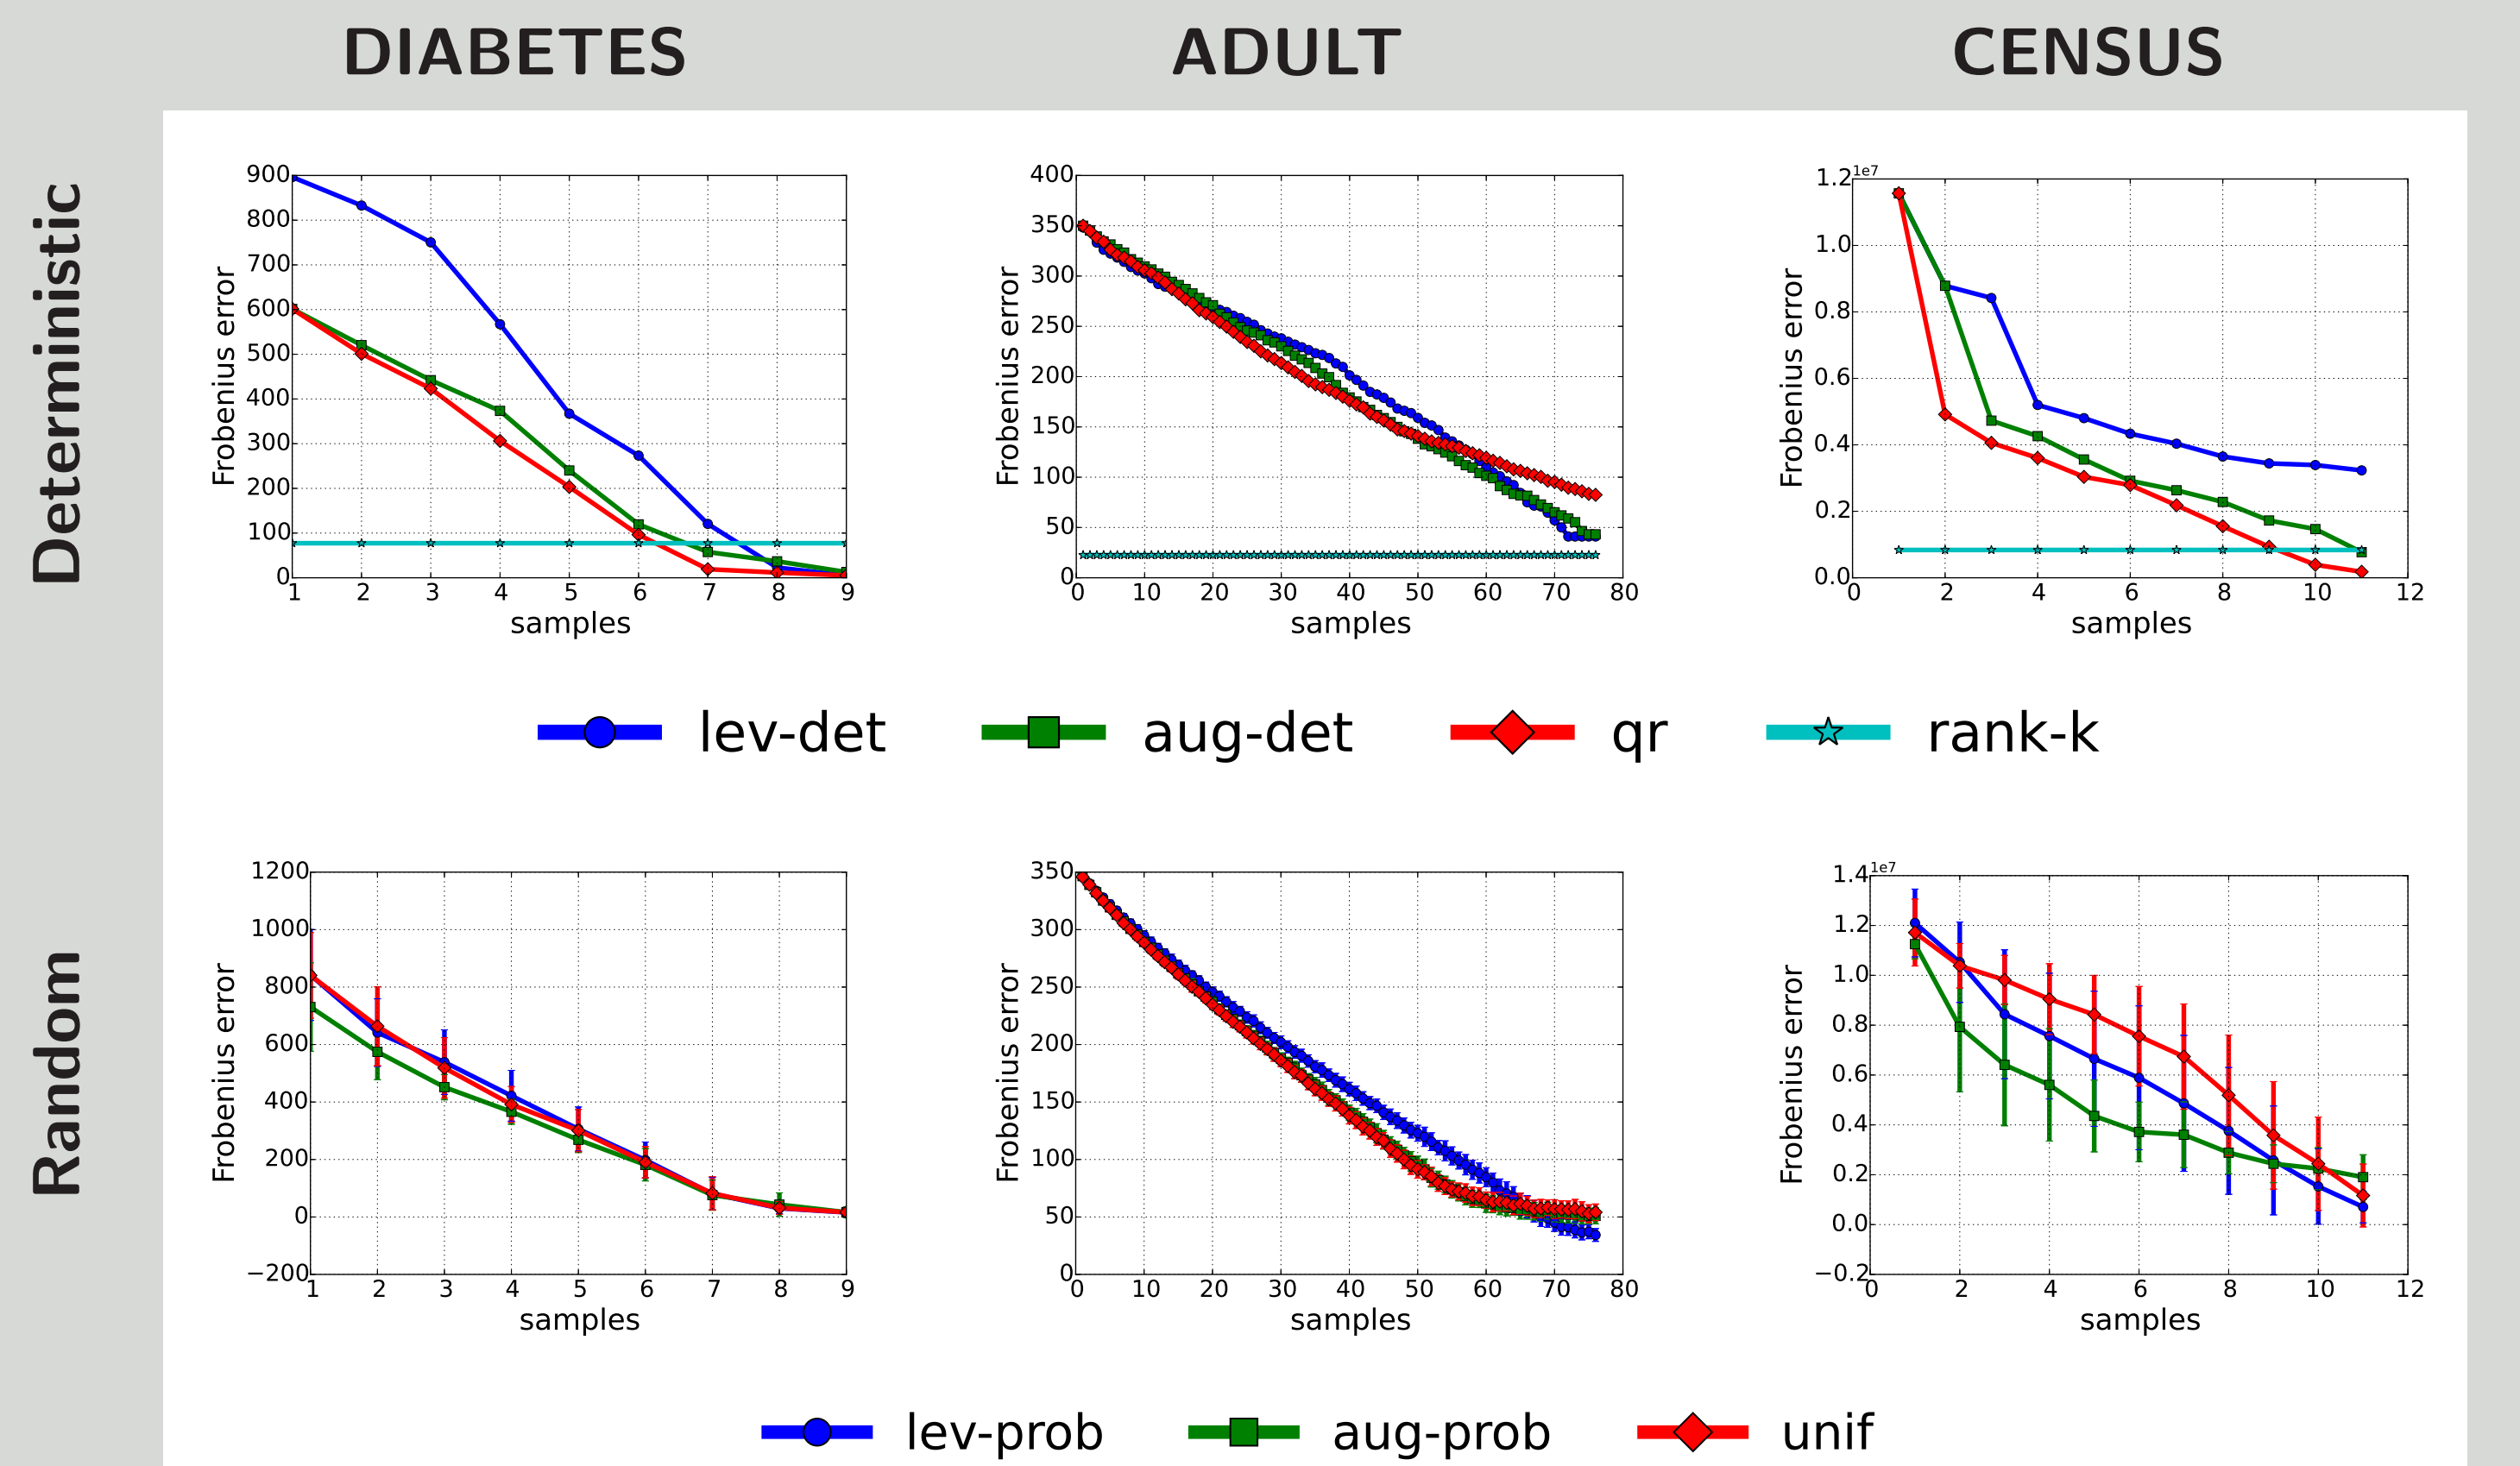 DIABETES ADULT CENSUS
Deterministic
900
800
700
600
500
400
300
200
100
0
1 2 3 4 5 6 7 8 9
Frobenius error
samples
400
350
300
250
200
150
100
50
0
0 10 20 30 40 50 60 70 80
Frobenius error
samples
1e7
1.2
1.0
0.8
0.6
0.4
0.2
0.0
0 2 4 6 8 10 12
Frobenius error
samples
lev-det aug-det qr rank-k
Random
1200
1000
800
600
400
200
0
−200
1 2 3 4 5 6 7 8 9
Frobenius error
samples
350
300
250
200
150
100
50
0
0 10 20 30 40 50 60 70 80
Frobenius error
samples
1e7
1.4
1.2
1.0
0.8
0.6
0.4
0.2
0.0
−0.2
0 2 4 6 8 10 12
Frobenius error
samples
lev-prob aug-prob unif